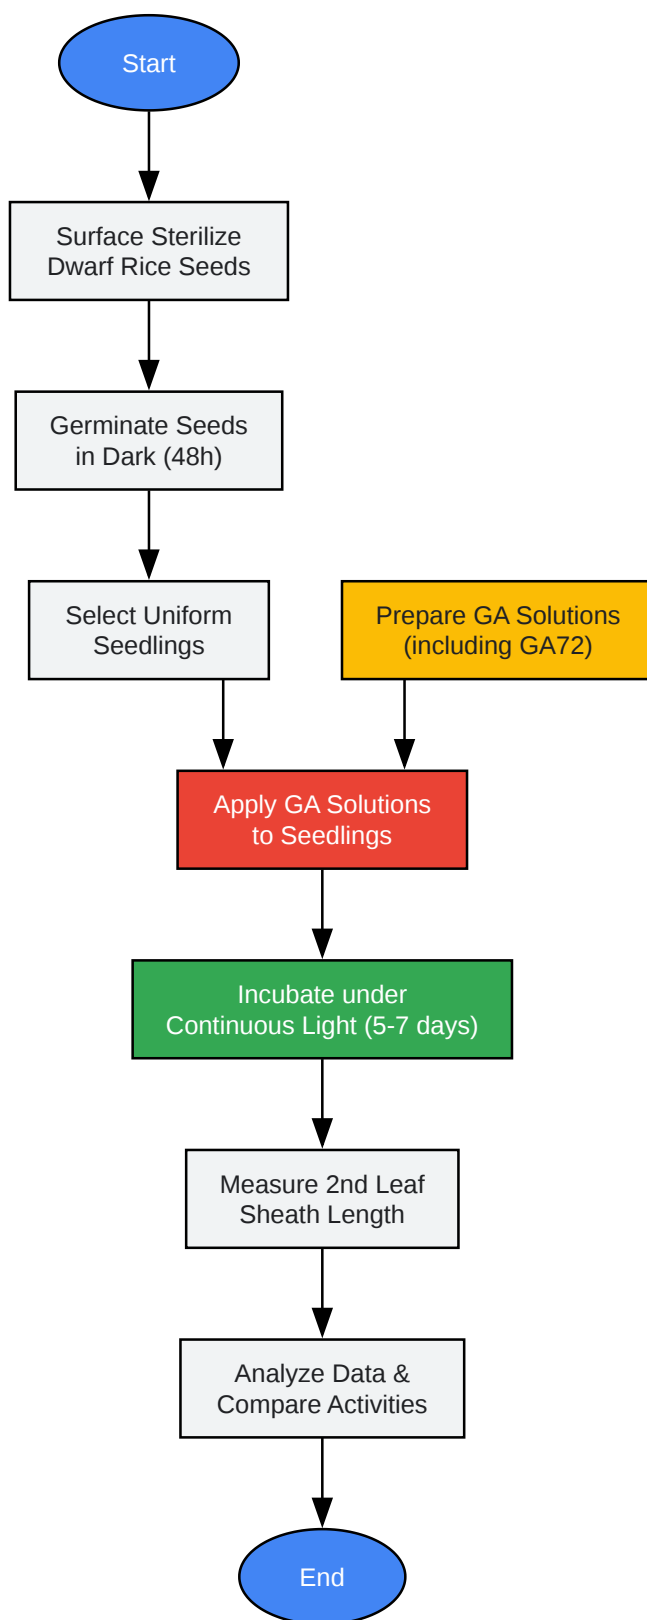 Start
Surface Sterilize
Dwarf Rice Seeds
Germinate Seeds
in Dark (48h)
Select Uniform
Seedlings
Prepare GA Solutions
(including GA72)
Apply GA Solutions
to Seedlings
Incubate under
Continuous Light (5-7 days)
Measure 2nd Leaf
Sheath Length
Analyze Data &
Compare Activities
End